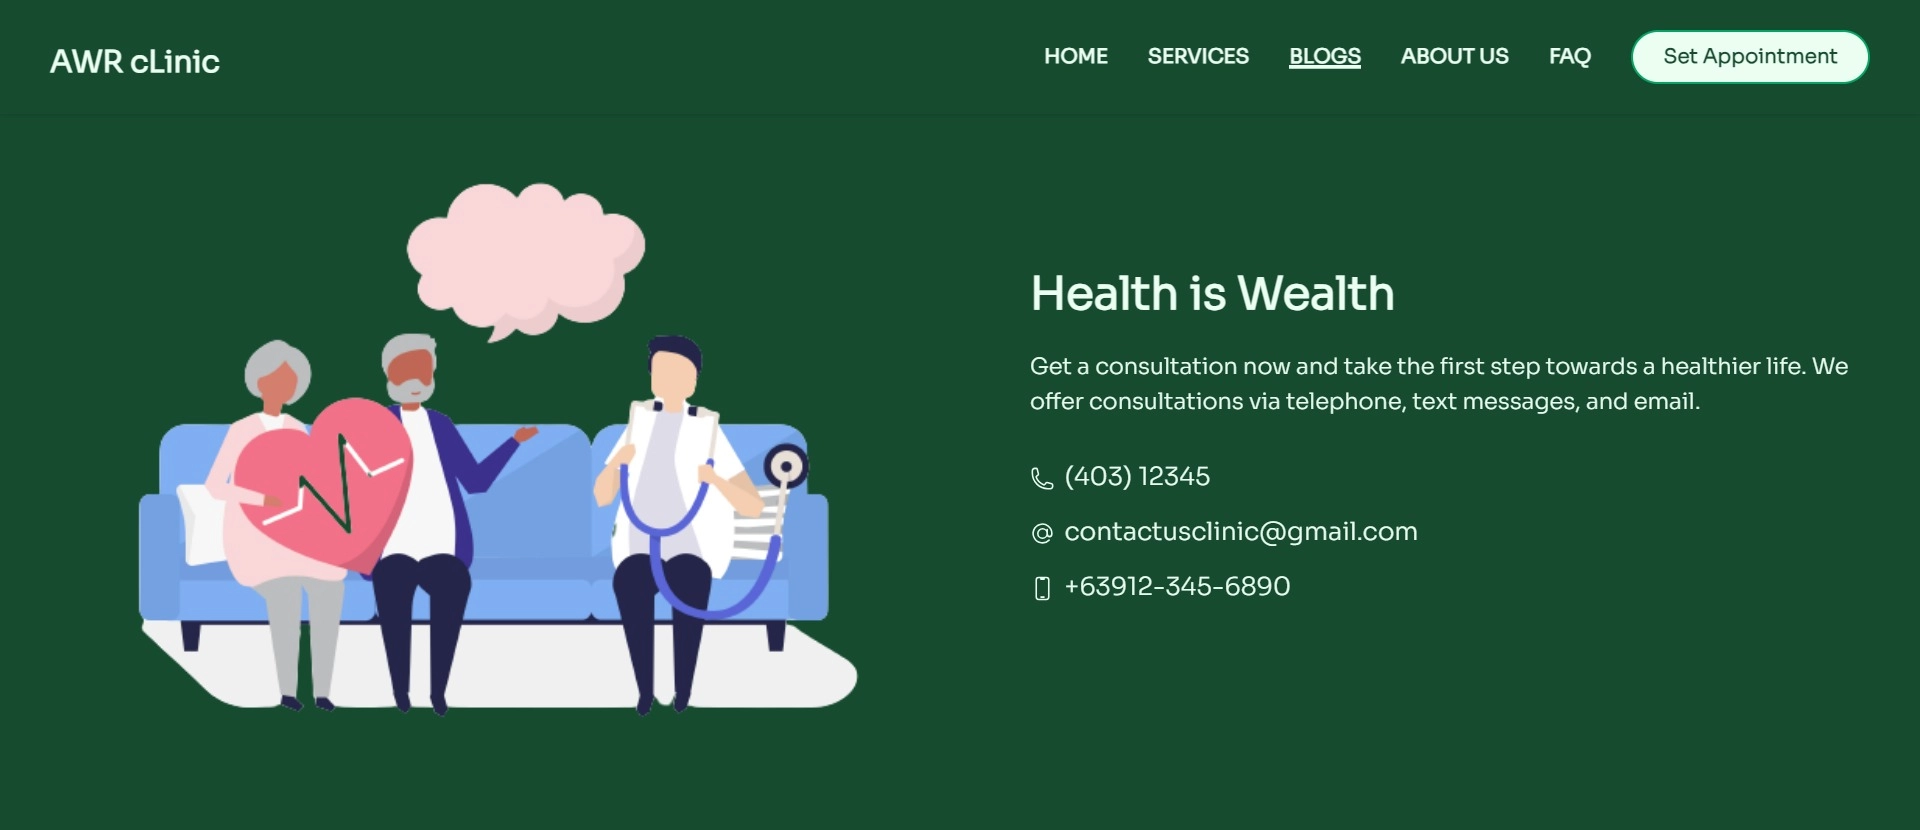 AWR cLinic
HOME SERVICES BLOGS ABOUT US FAQ Set Appointment
Health is Wealth
Get a consultation now and take the first step towards a healthier life. We
offer consultations via telephone, text messages, and email.
(403) 12345
contactusclinic@gmail.com
+63912-345-6890